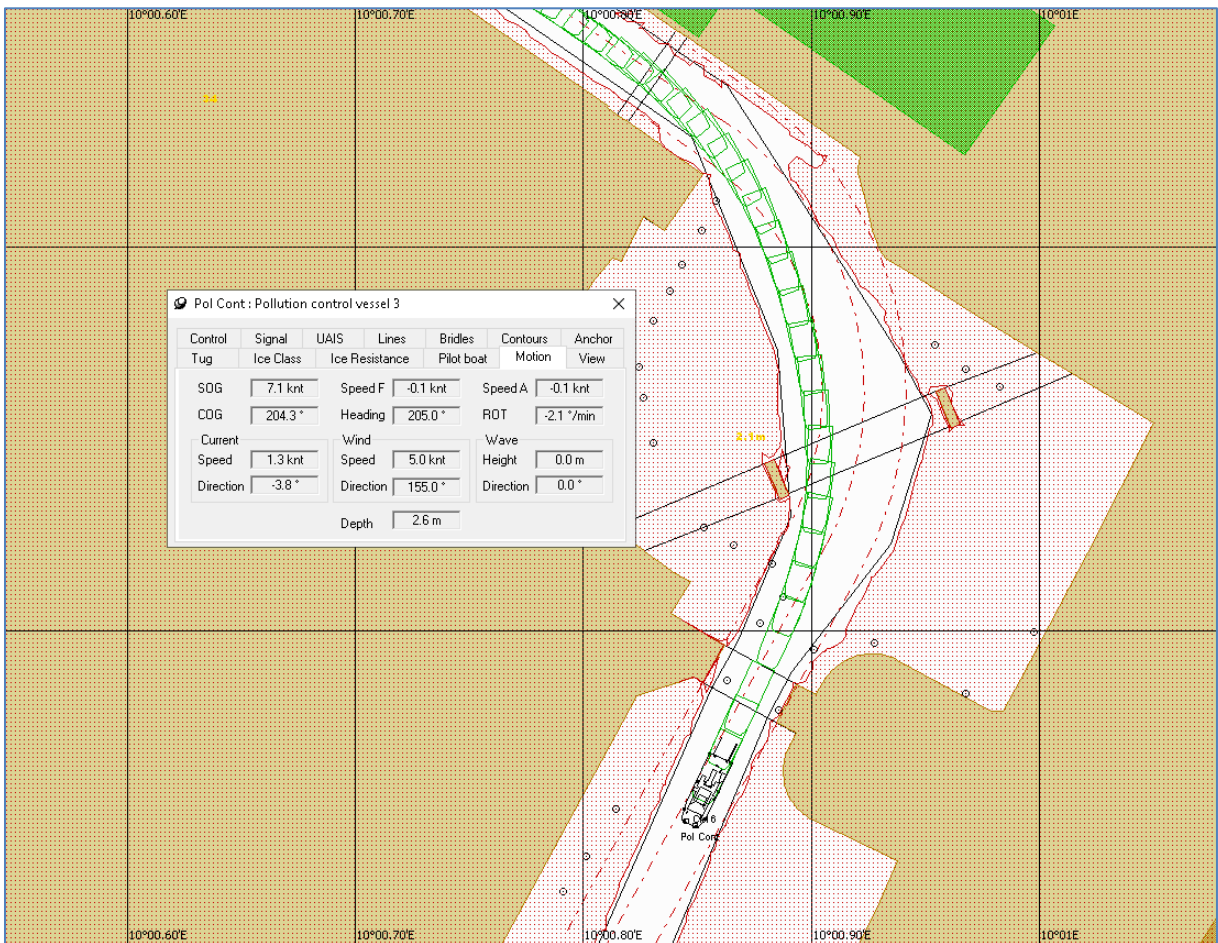 10°00.60'E 10°00.70'E 10°00.80'E 10°00.90'E 10°01'E
Pol Cont : Pollution control vessel 3
Control Signal UAIS Lines Bridles Contours Anchor
Tug Ice Class Ice Resistance Pilot boat Motion View
SOG 7.1 knt Speed F -0.1 knt Speed A -0.1 knt
COG 204.3 ° Heading 205.0 ° ROT -2.1 °/min
Current Wind Wave
Speed 1.3 knt Speed 5.0 knt Height 0.0 m
Direction -3.8 ° Direction 155.0 ° Direction 0.0 °
Depth 2.6 m
Pol Cont
10°00.60'E 10°00.70'E 10°00.80'E 10°00.90'E 10°01'E